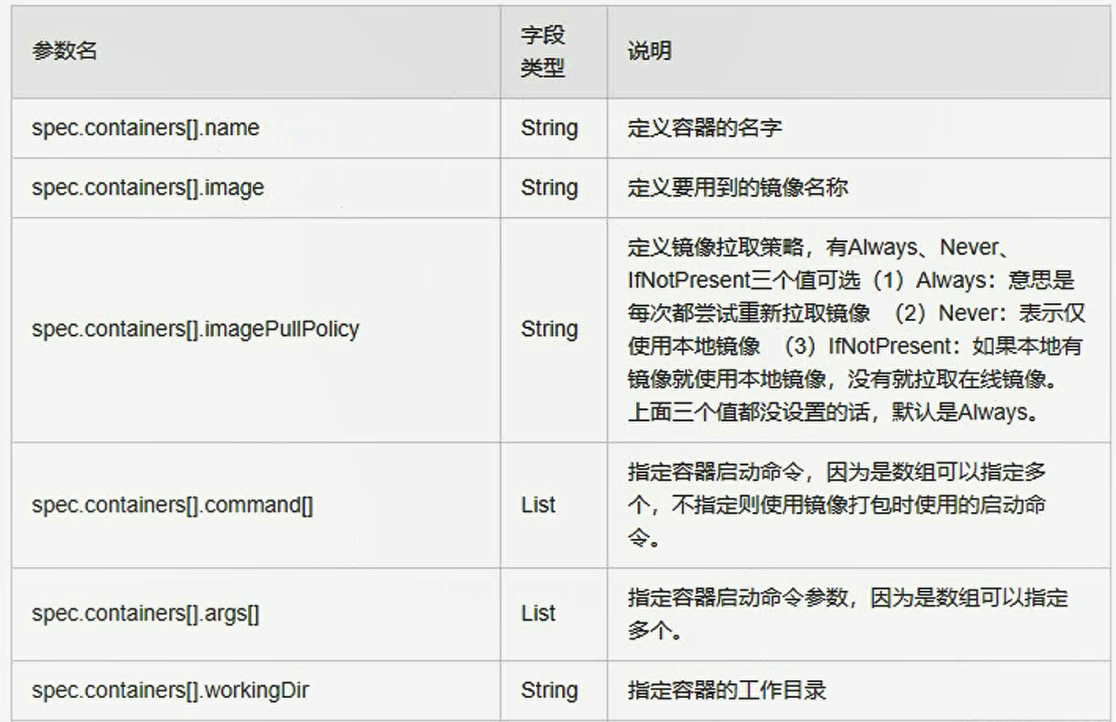 参数名
字段
类型
说明
spec.containers[].name
String
定义容器的名字
spec.containers[].image
String
定义要用到的镜像名称
spec.containers[].imagePullPolicy
String
定义镜像拉取策略，有Always、Never、
IfNotPresent三个值可选（1）Always：意思是
每次都尝试重新拉取镜像 （2）Never：表示仅
使用本地镜像 （3）IfNotPresent：如果本地有
镜像就使用本地镜像，没有就拉取在线镜像。
上面三个值都没设置的话，默认是Always。
spec.containers[].command[]
List
指定容器启动命令，因为是数组可以指定多
个，不指定则使用镜像打包时使用的启动命
令。
spec.containers[].args[]
List
指定容器启动命令参数，因为是数组可以指定
多个。
spec.containers[].workingDir
String
指定容器的工作目录